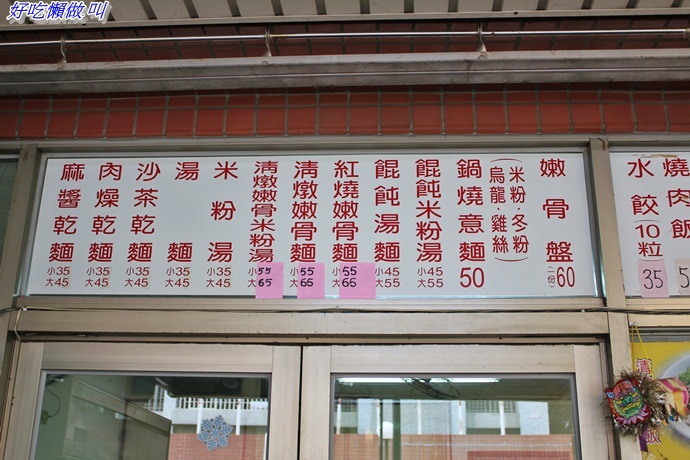 好吃懶做 叫
麻醬乾麵
小35
大45
肉燥乾麵
小35
大45
沙茶乾麵
小35
大45
湯麵
小35
大45
米粉湯
小35
大45
清燉嫩骨米粉湯
小55
大65
清燉嫩骨麵
小55
大65
紅燒嫩骨麵
小55
大65
餛飩湯麵
小45
大55
餛飩米粉湯
小45
大55
鍋燒意麵
50
(米粉·冬粉
烏龍·雞絲)
嫩骨盤
(二份)60
水餃(10粒)
35
燒肉飯
5